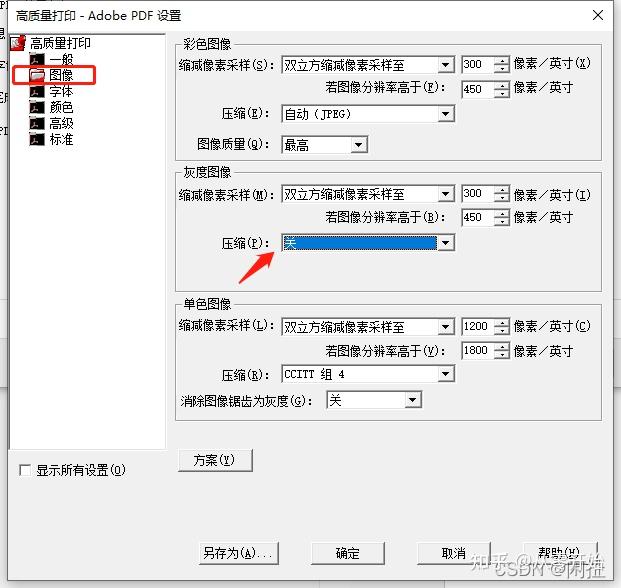 高质量打印 - Adobe PDF 设置
高质量打印
一般
图像
字体
颜色
高级
标准
彩色图像
缩减像素采样(S): 双立方缩减像素采样至 300 像素／英寸(X)
若图像分辨率高于(F): 450 像素／英寸
压缩(E): 自动 (JPEG)
图像质量(Q): 最高
灰度图像
缩减像素采样(M): 双立方缩减像素采样至 300 像素／英寸(I)
若图像分辨率高于(B): 450 像素／英寸
压缩(P): 关
单色图像
缩减像素采样(L): 双立方缩减像素采样至 1200 像素／英寸(C)
若图像分辨率高于(V): 1800 像素／英寸
压缩(R): CCITT 组 4
消除图像锯齿为灰度(G): 关
显示所有设置(O)
方案(Y)
另存为(A)... 确定 取消 帮助(H)
知乎
CSDN @闲扭